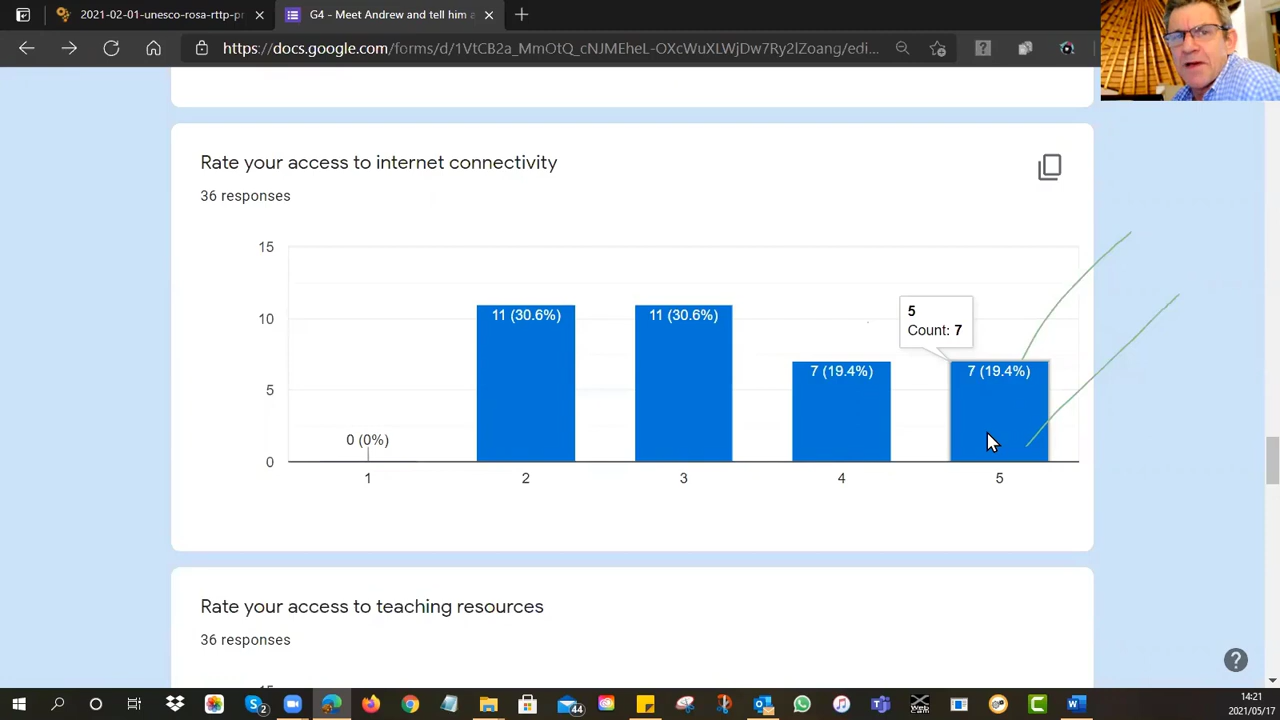 2021-02-01-unesco-rosa-rttp-pr
G4 - Meet Andrew and tell him a
https://docs.google.com/forms/d/1VtCB2a_MmOtQ_cNJMEheL-OXcWuXLWjDw7Ry2lZoang/edi...
Rate your access to internet connectivity
36 responses
15
10
5
0
0 (0%)
11 (30.6%)
11 (30.6%)
7 (19.4%)
7 (19.4%)
5
Count: 7
1
2
3
4
5
Rate your access to teaching resources
36 responses
2
44
14:21
2021/05/17